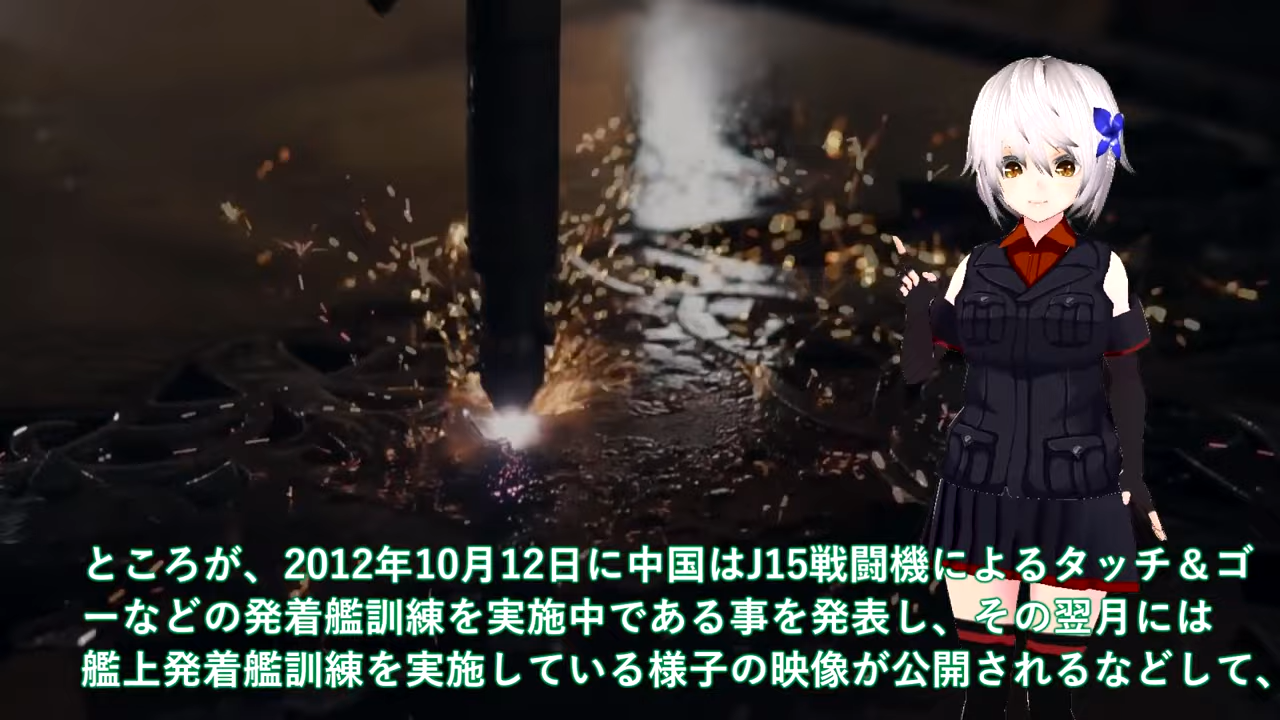 ところが、2012年10月12日に中国はJ15戦闘機によるタッチ＆ゴ
ーなどの発着艦訓練を実施中である事を発表し、その翌月には
艦上発着艦訓練を実施している様子の映像が公開されるなどして、